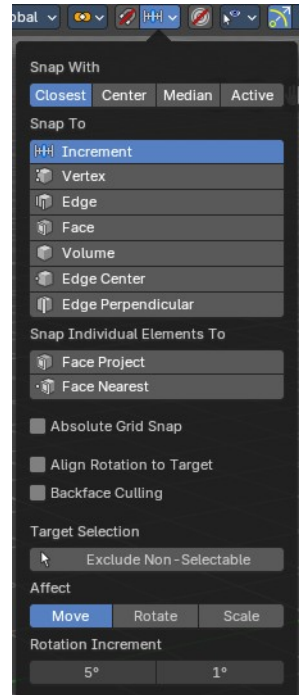 obal
Snap With
Closest Center Median Active
Snap To
Increment
Vertex
Edge
Face
Volume
Edge Center
Edge Perpendicular
Snap Individual Elements To
Face Project
Face Nearest
Absolute Grid Snap
Align Rotation to Target
Backface Culling
Target Selection
Exclude Non-Selectable
Affect
Move Rotate Scale
Rotation Increment
5° 1°